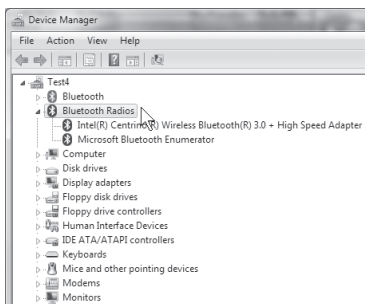 Device Manager
File Action View Help
Test4
Bluetooth
Bluetooth Radios
Intel(R) Centrino(R) Wireless Bluetooth(R) 3.0 + High Speed Adapter
Microsoft Bluetooth Enumerator
Computer
Disk drives
Display adapters
Floppy disk drives
Floppy drive controllers
Human Interface Devices
IDE ATA/ATAPI controllers
Keyboards
Mice and other pointing devices
Modems
Monitors